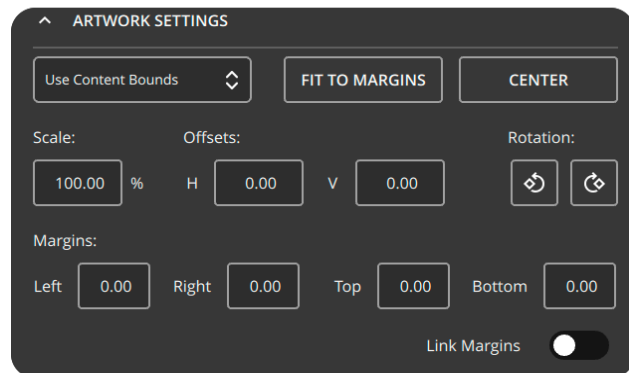 ARTWORK SETTINGS
Use Content Bounds FIT TO MARGINS CENTER
Scale: Offsets: Rotation:
100.00 % H 0.00 V 0.00
Margins:
Left 0.00 Right 0.00 Top 0.00 Bottom 0.00
Link Margins